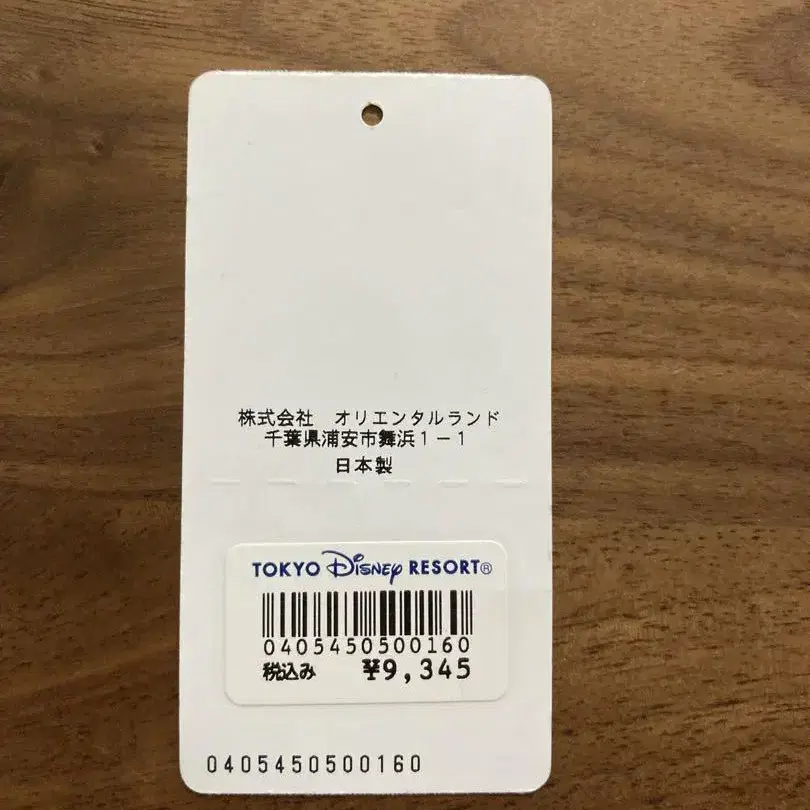 株式会社　オリエンタルランド
千葉県浦安市舞浜１－１
日本製
TOKYO Disney RESORT®
0405450500160
税込み ¥9,345
0405450500160